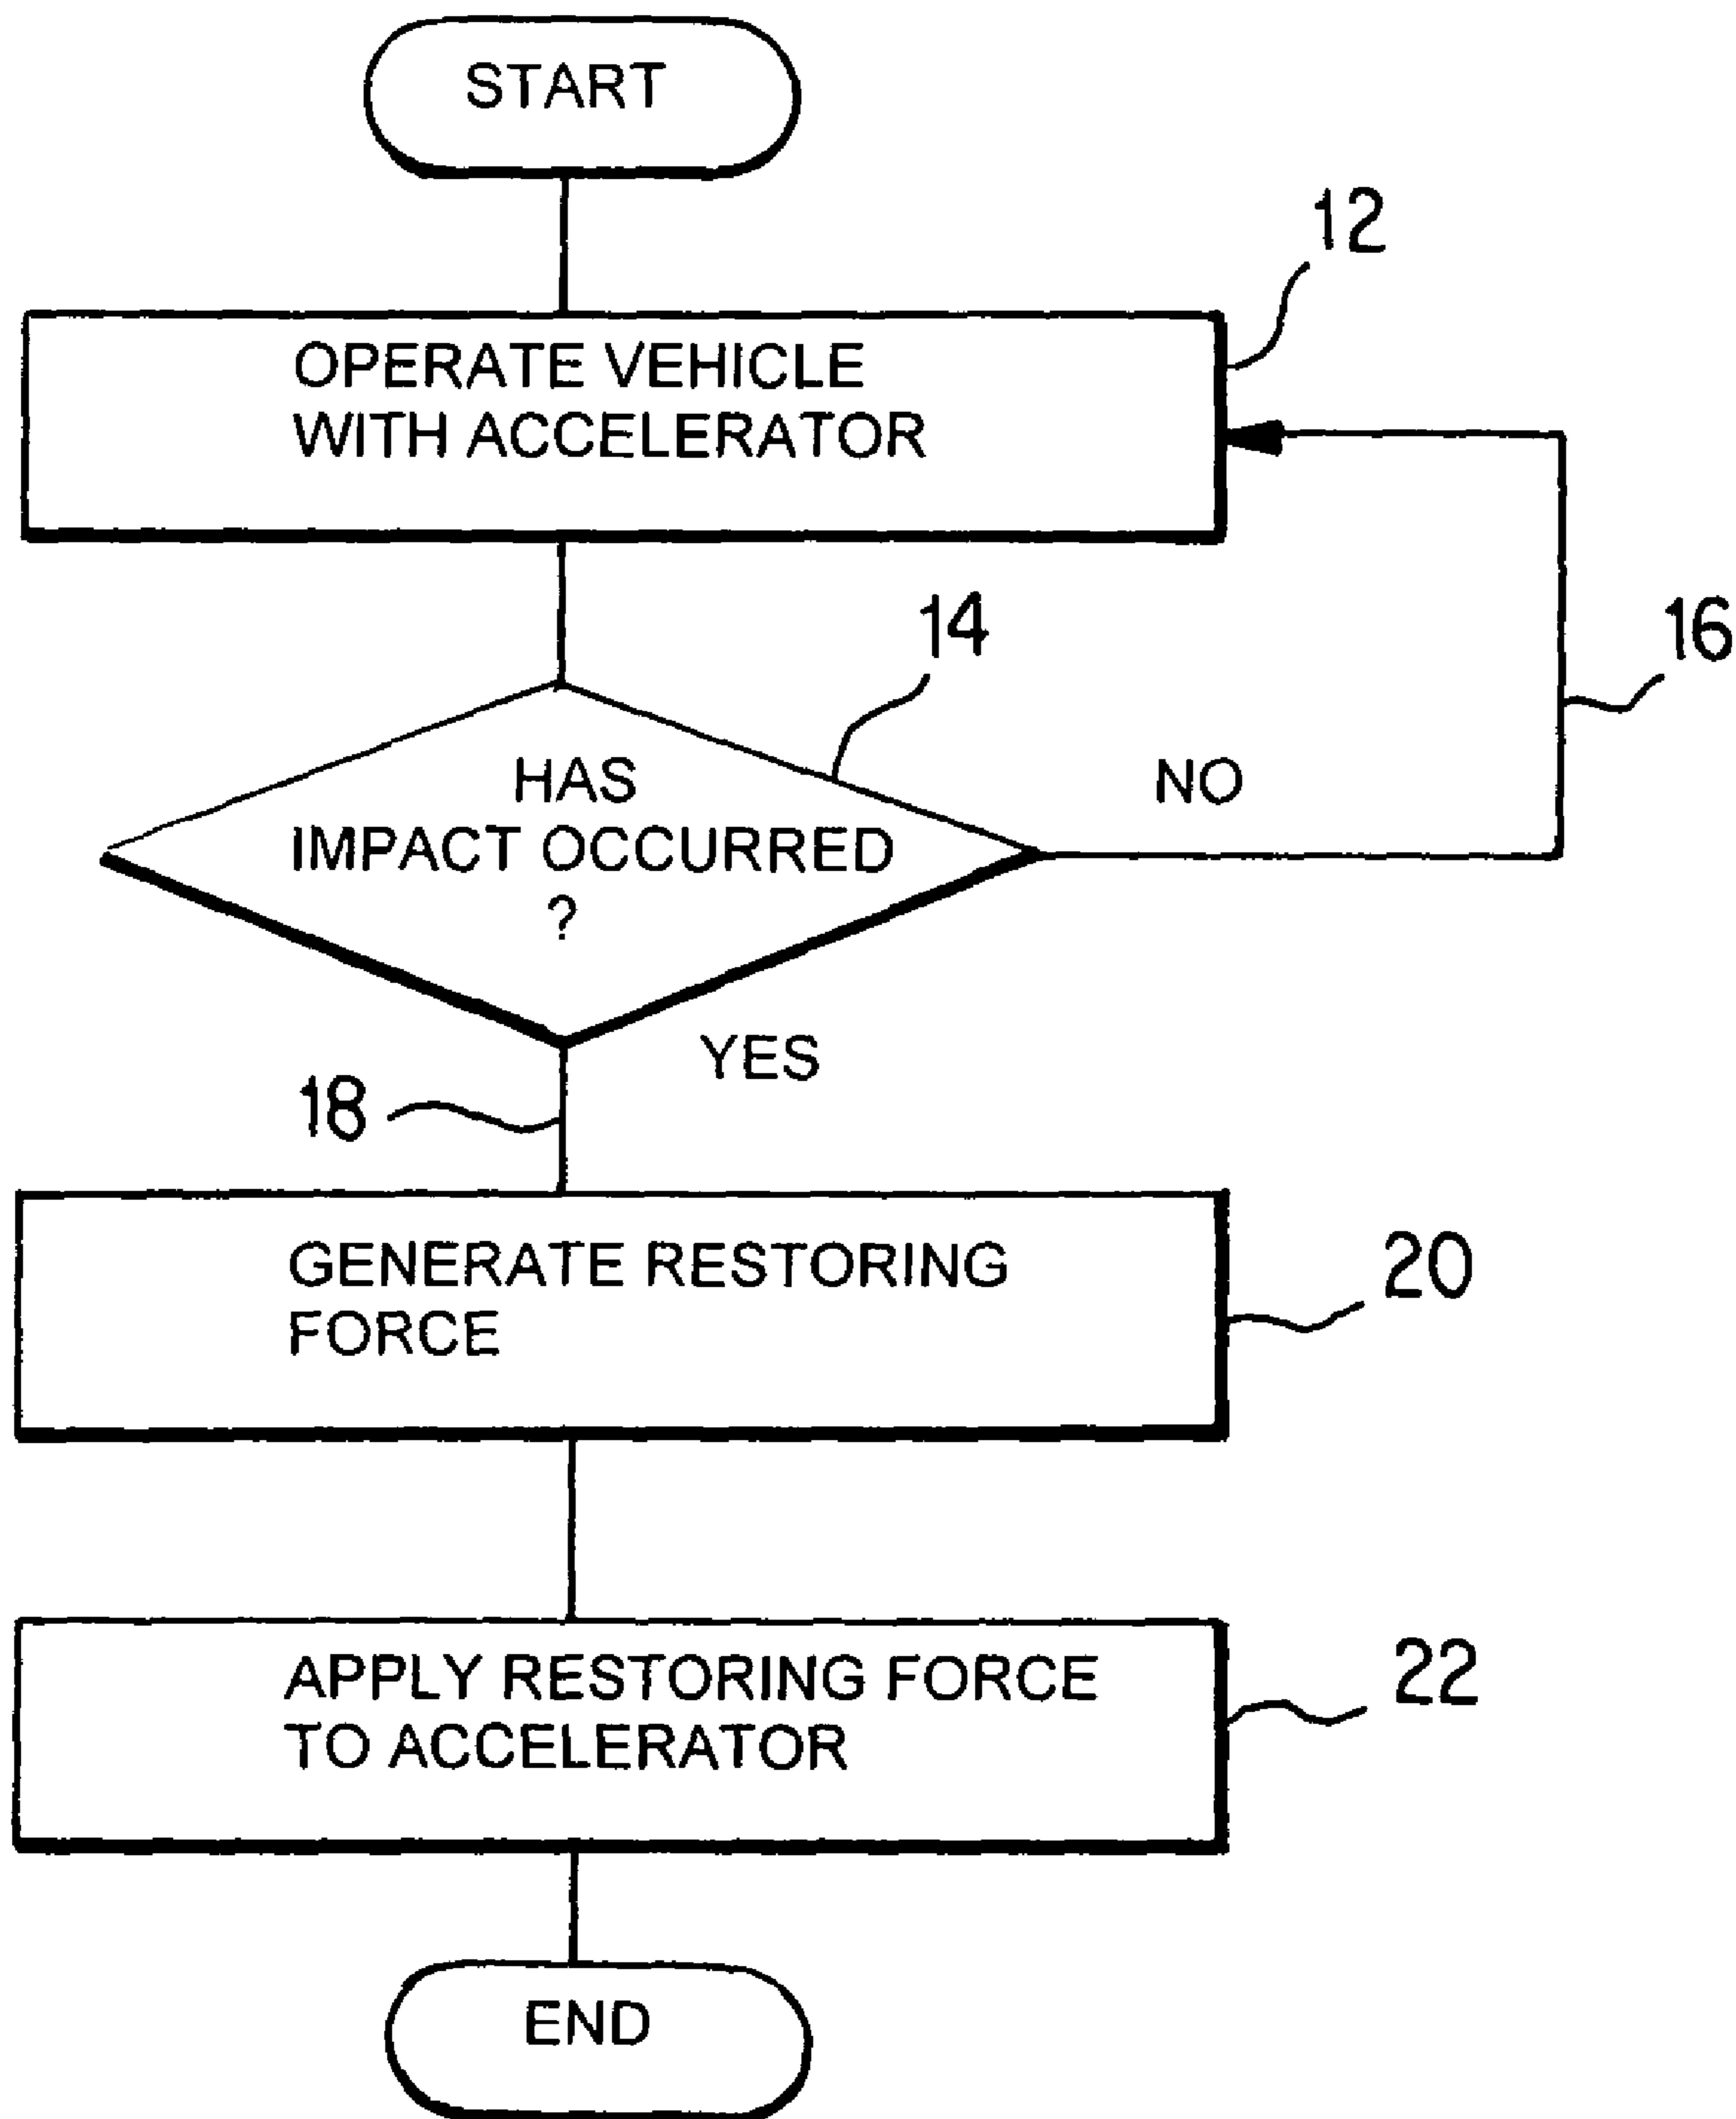 START
12
OPERATE VEHICLE
WITH ACCELERATOR
14
16
HAS
IMPACT OCCURRED
?
NO
YES
18
GENERATE RESTORING
FORCE
20
APPLY RESTORING FORCE
TO ACCELERATOR
22
END